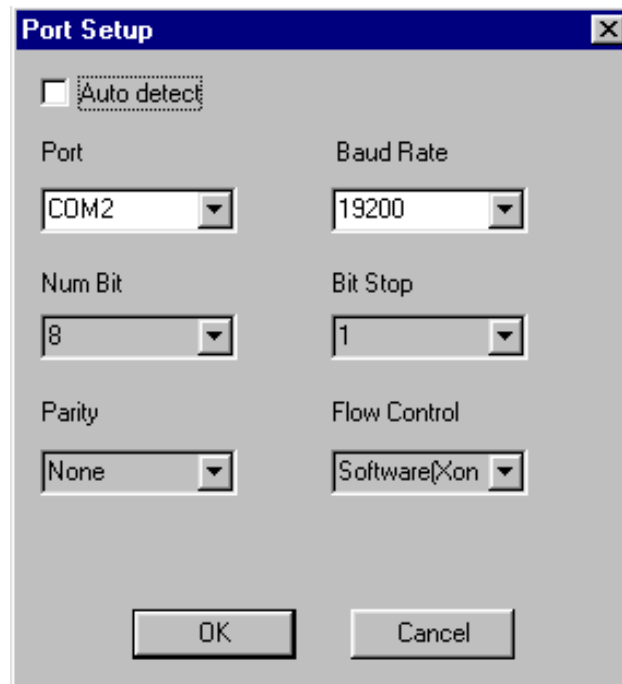 Port Setup
Auto detect
Port Baud Rate
COM2 19200
Num Bit Bit Stop
8 1
Parity Flow Control
None Software(Xon
OK Cancel